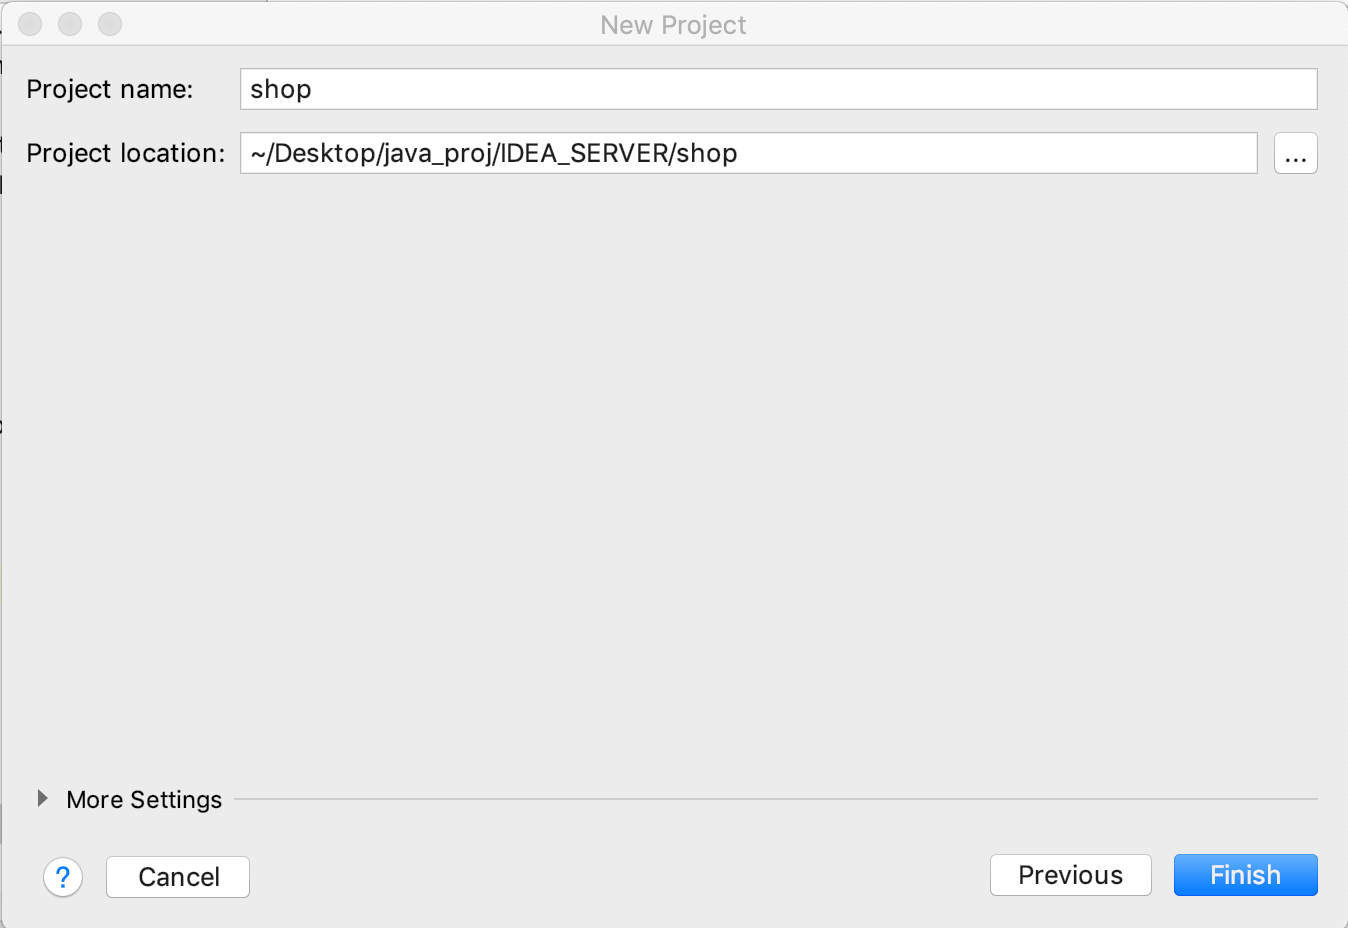 New Project
Project name: shop
Project location: ~/Desktop/java_proj/IDEA_SERVER/shop ...
More Settings
? Cancel Previous Finish